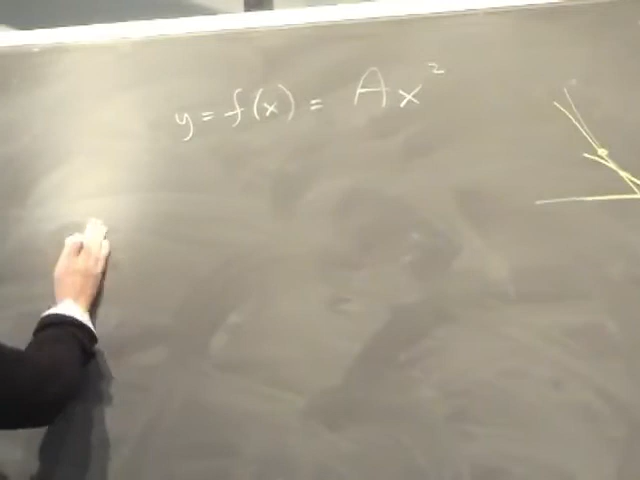 y = f(x) = Ax²